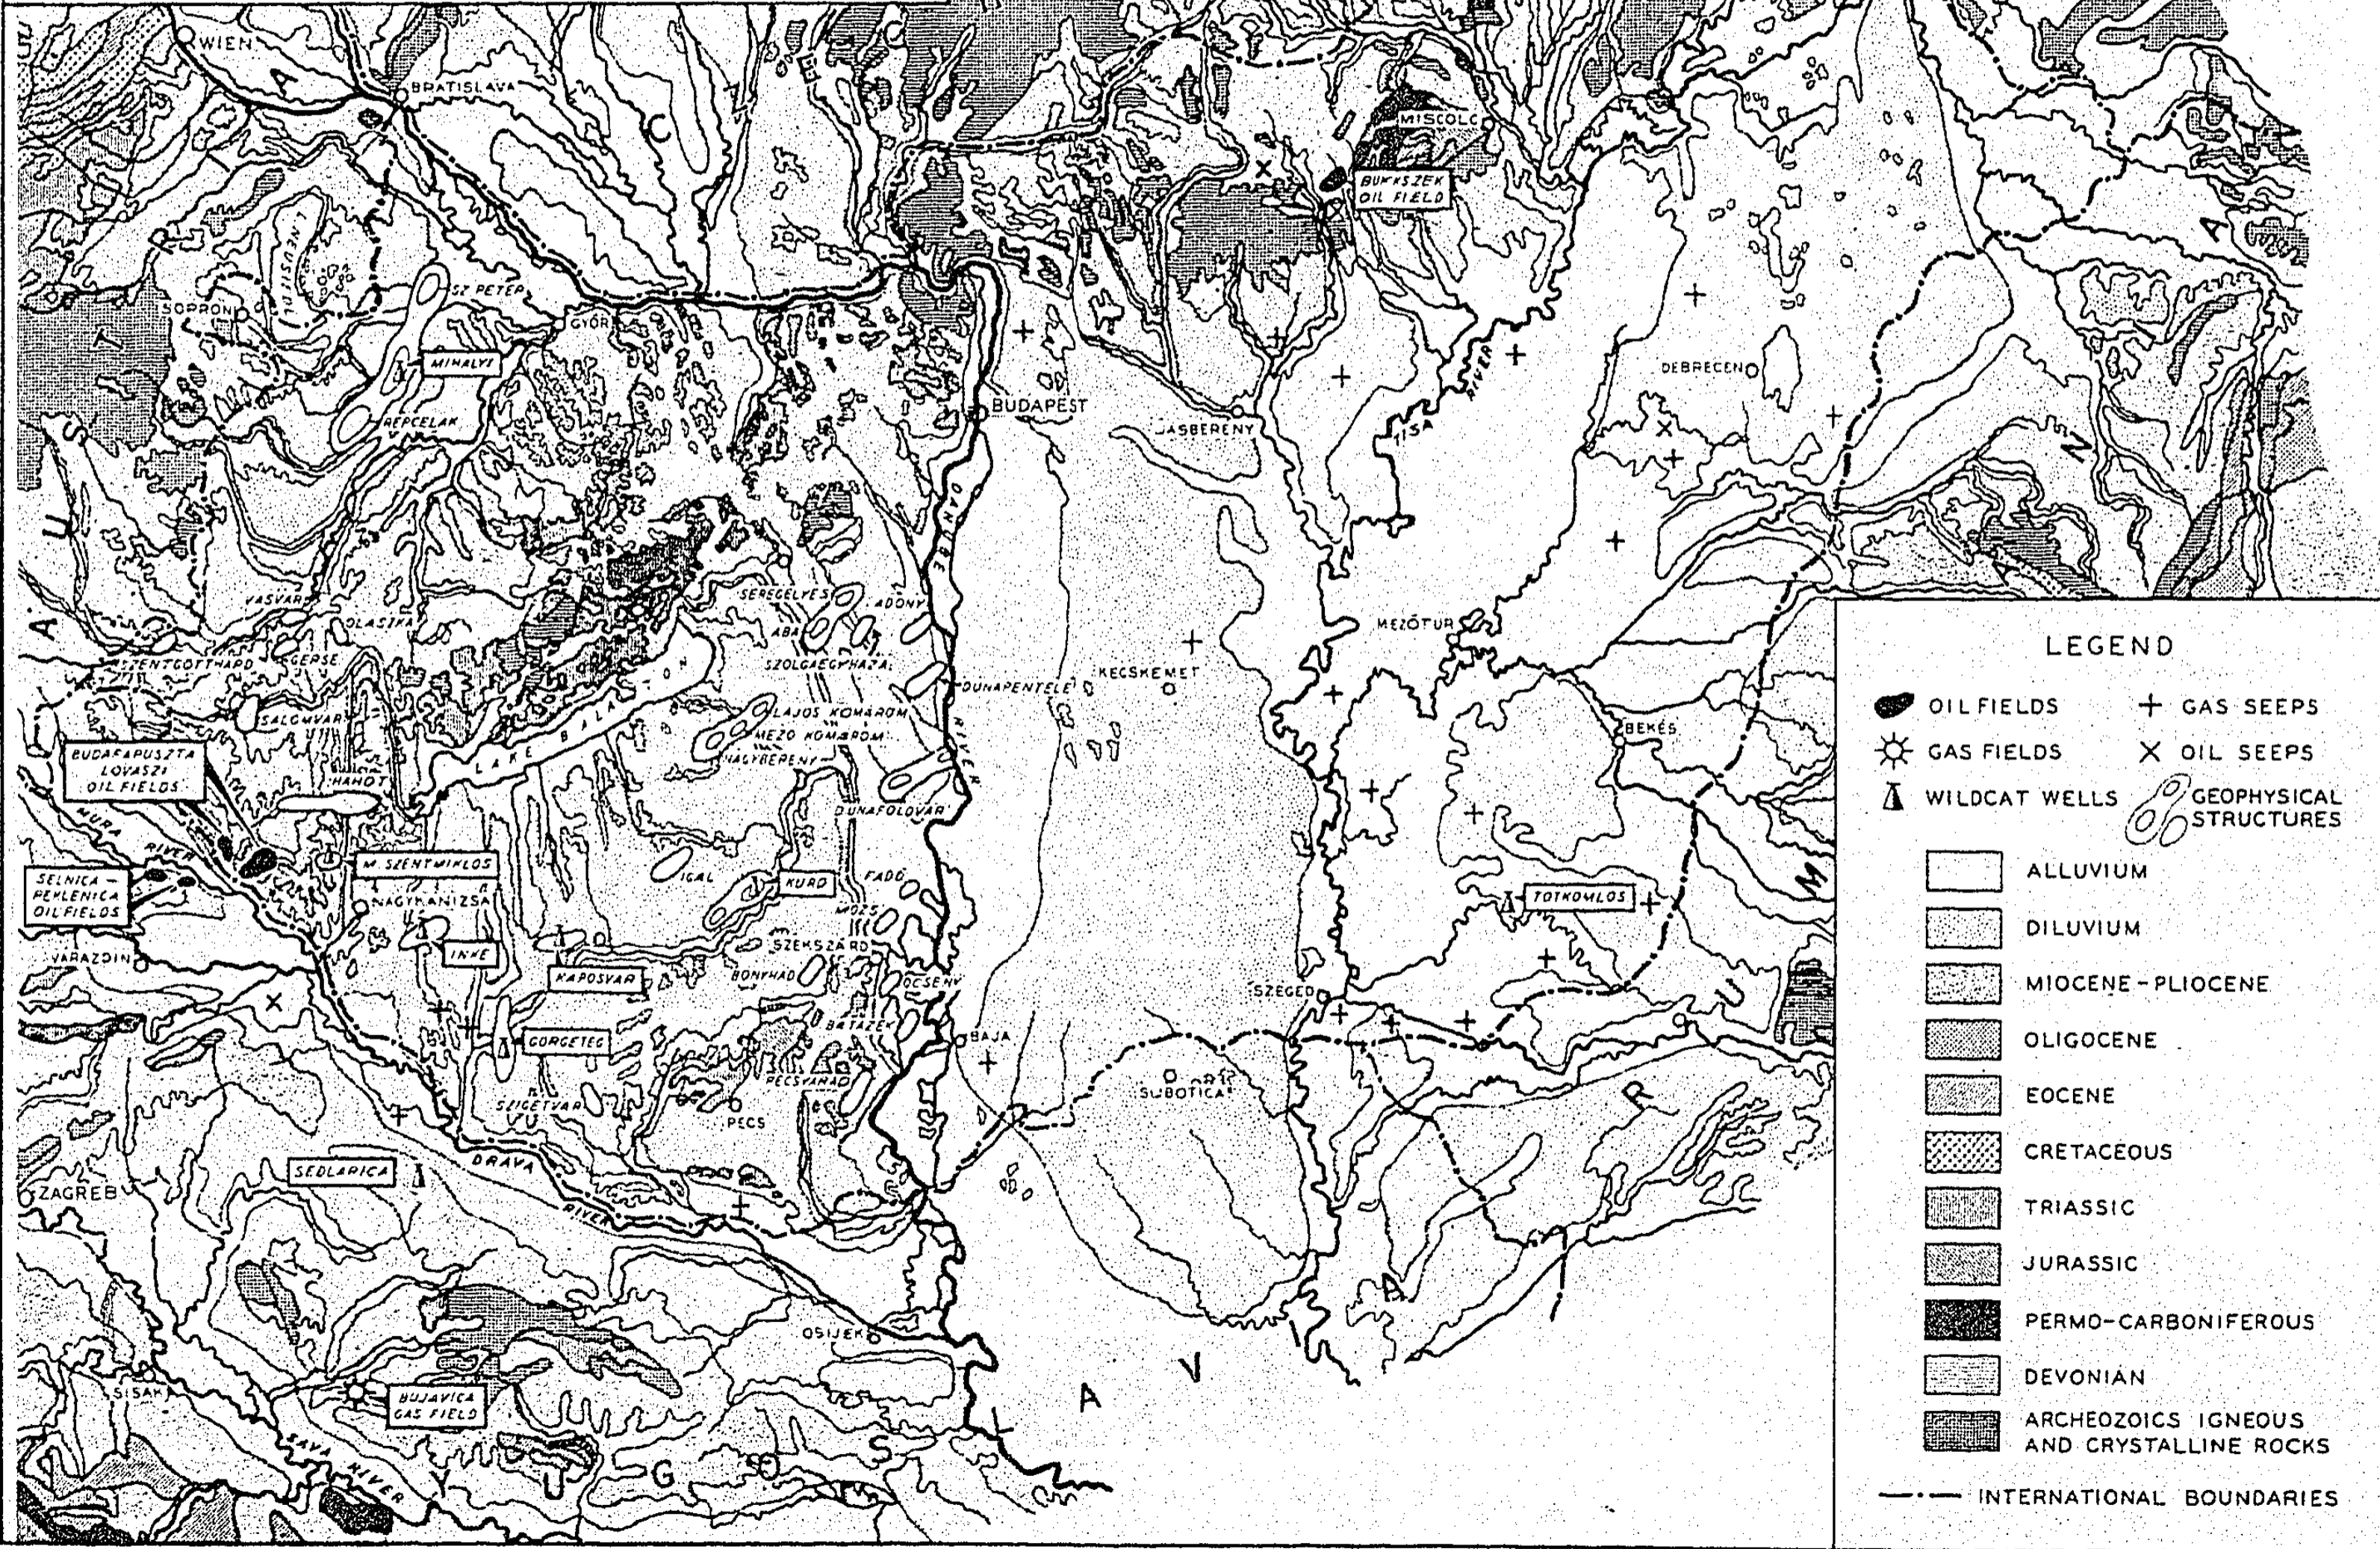 WIEN
BRATISLAVA
A
C
MISCOLC
BUKKSZEK
OIL FIELD
L. NEUSIEDL
SOPRON
SZ PETER
GYÖR
MIHALYI
T
REPCELAK
S
U
A.
BUDAPEST
JASBERENY
TISA
RIVER
DEBRECEN
A
N
DANUBE
RIVER
VASVAR
OLASZKA
SZENTGOTTHARD
GERSE
SEREGELYES
ADONY
ABA
SZOLGAEGYHAZA
DUNAPENTELE
KECSKEMET
MEZÖTUR
BEKES
SALOMVAR
LAKE BALATON
LAJOS KOMAROM
MEZO KOMAROM
NAGYBERENY
BUDAFAPUSZTA
LOVASZI
OIL FIELDS
HAHOT
DUNAFOLDVAR
MURA
RIVER
M. SZENTMIKLOS
IGAL
KURD
FADD
SELNICA –
PEKLENICA
OIL FIELDS
NAGYKANIZSA
MOZS
TOTKOMLOS
M
VARAZDIN
INKE
SZEKSZARD
KAPOSVAR
BONYHAD
OCSENY
SZEGED
U
GORGETEG
BATAZEK
BAJA
SZIGETVAR
PECSVARAD
PECS
SUBOTICA
R
SEDLARICA
ZAGREB
DRAVA
RIVER
OSIJEK
SISAK
BUJAVICA
GAS FIELD
SAVA
RIVER
Y
U
G
O
S
L
A
V
LEGEND
OIL FIELDS
GAS SEEPS
GAS FIELDS
OIL SEEPS
WILDCAT WELLS
GEOPHYSICAL
STRUCTURES
ALLUVIUM
DILUVIUM
MIOCENE–PLIOCENE
OLIGOCENE
EOCENE
CRETACEOUS
TRIASSIC
JURASSIC
PERMO-CARBONIFEROUS
DEVONIAN
ARCHEOZOICS IGNEOUS
AND CRYSTALLINE ROCKS
INTERNATIONAL BOUNDARIES